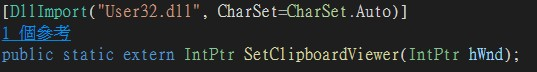 [DllImport("User32.dll", CharSet=CharSet.Auto)]
1 個參考
public static extern IntPtr SetClipboardViewer(IntPtr hWnd);